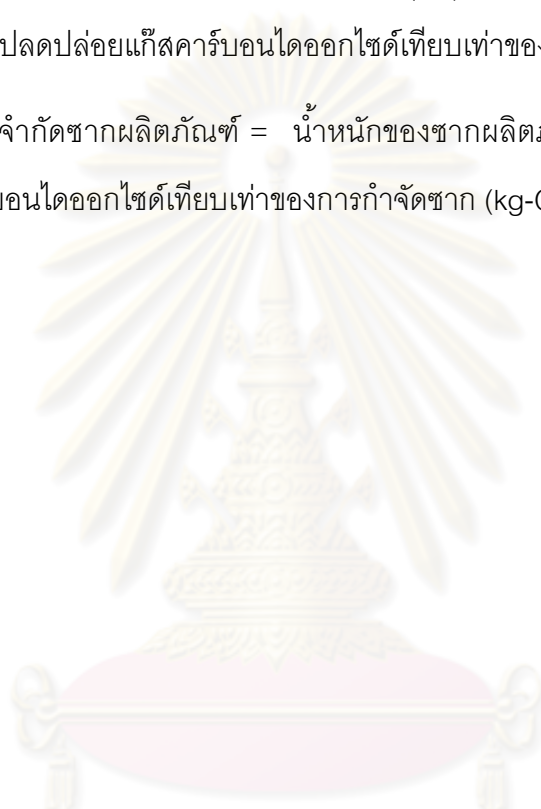 ปลดปล่อยแก๊สคาร์บอนไดออกไซด์เทียบเท่าของ
จำกัดซากผลิตภัณฑ์ = น้ำหนักของซากผลิต
บอนไดออกไซด์เทียบเท่าของการกำจัดซาก (kg-